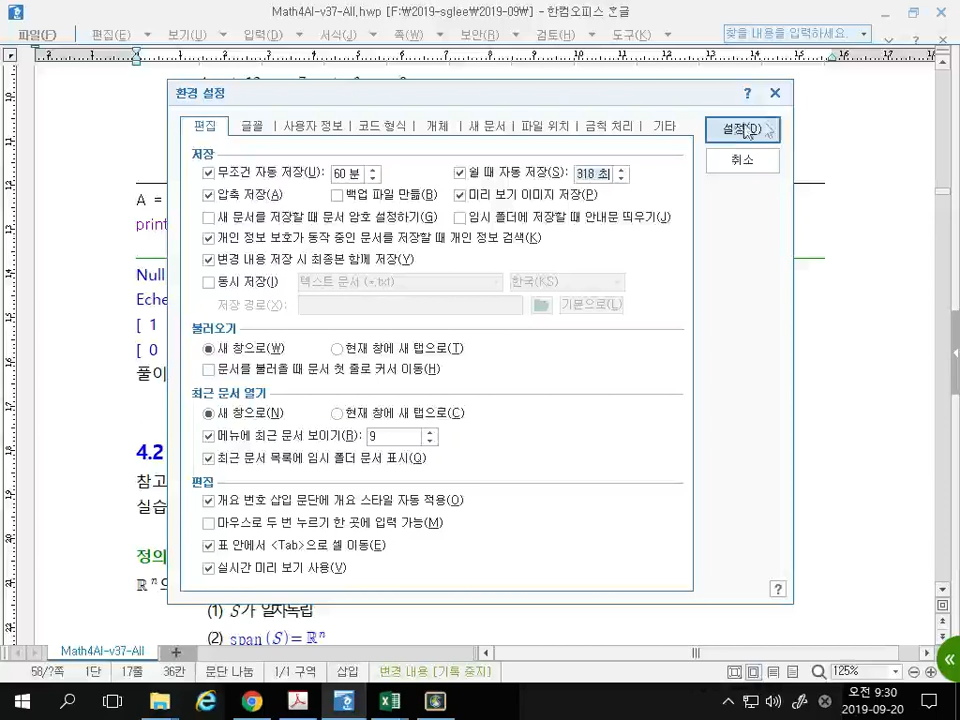 Math4AI-v37-All.hwp [F:₩2019-sglee₩2019-09₩] - 한컴오피스 한글
파일(F) 편집(E) 보기(U) 입력(D) 서식(J) 쪽(W) 보안(R) 검토(H) 도구(K) 찾을 내용을 입력하세요.
환경 설정
편집 글꼴 사용자 정보 코드 형식 개체 새 문서 파일 위치 금칙 처리 기타
설정(D)
취소
저장
무조건 자동 저장(U): 60 분 쉴 때 자동 저장(S): 318 초
압축 저장(A) 백업 파일 만듦(B) 미리 보기 이미지 저장(P)
새 문서를 저장할 때 문서 암호 설정하기(G) 임시 폴더에 저장할 때 안내문 띄우기(J)
개인 정보 보호가 동작 중인 문서를 저장할 때 개인 정보 검색(K)
변경 내용 저장 시 최종본 함께 저장(Y)
동시 저장(I) 텍스트 문서 (*.txt) 한국(KS)
저장 경로(X): 기본으로(L)
불러오기
새 창으로(W) 현재 창에 새 탭으로(T)
문서를 불러올 때 문서 첫 줄로 커서 이동(H)
최근 문서 열기
새 창으로(N) 현재 창에 새 탭으로(C)
메뉴에 최근 문서 보이기(R): 9
최근 문서 목록에 임시 폴더 문서 표시(Q)
편집
개요 번호 삽입 문단에 개요 스타일 자동 적용(O)
마우스로 두 번 누르기 한 곳에 입력 가능(M)
표 안에서 <Tab>으로 셀 이동(E)
실시간 미리 보기 사용(V)
A =
print
Null
Eche
[ 1
[ 0
풀이
4.2
참고
실습
정의
ℝⁿ으
(1) S가 일차독립
(2) span(S)=ℝⁿ
Math4AI-v37-All
58/?쪽 1단 17줄 36칸 문단 나눔 1/1 구역 삽입 변경 내용 [기록 중지] 125%
오전 9:30
2019-09-20